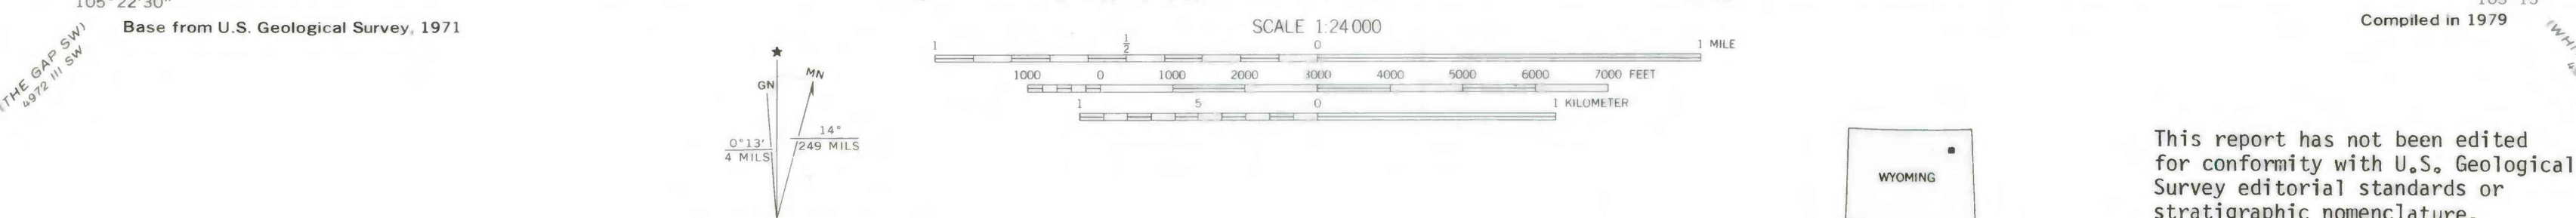 105°22'30"
Base from U.S. Geological Survey, 1971
(THE GAP SW)
4972 III SW
SCALE 1:24 000
Compiled in 1979
1 ½ 0 1 MILE
1000 0 1000 2000 3000 4000 5000 6000 7000 FEET
1 5 0 1 KILOMETER
★
GN MN
0°13'
4 MILS
14°
249 MILS
WYOMING
This report has not been edited
for conformity with U.S. Geological
Survey editorial standards or
stratigraphic nomenclature.